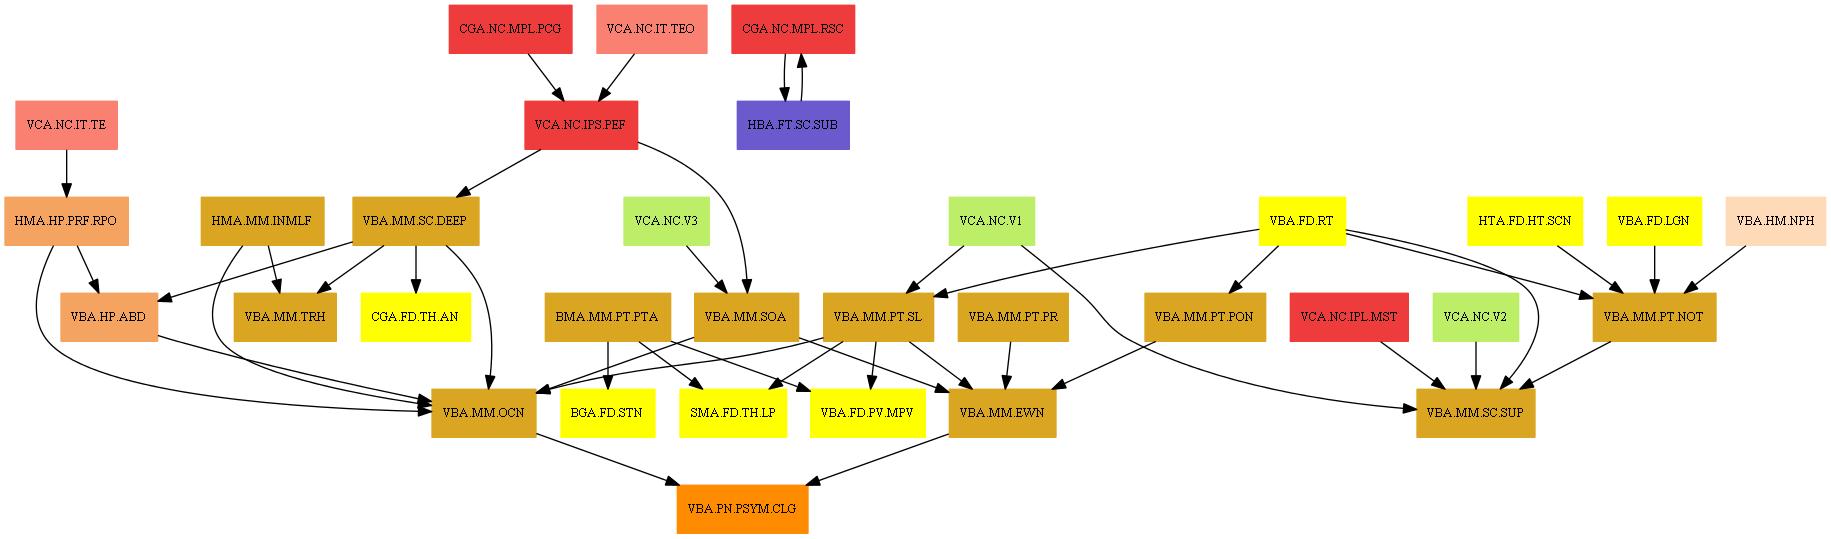 CGA.NC.MPL.PCG
VCA.NC.IT.TEO
CGA.NC.MPL.RSC
VCA.NC.IT.TE
VCA.NC.IPS.PEF
HBA.FT.SC.SUB
HMA.HP.PRF.RPO
HMA.MM.INMLF
VBA.MM.SC.DEEP
VCA.NC.V3
VCA.NC.V1
VBA.FD.RT
HTA.FD.HT.SCN
VBA.FD.LGN
VBA.HM.NPH
VBA.HP.ABD
VBA.MM.TRH
CGA.FD.TH.AN
BMA.MM.PT.PTA
VBA.MM.SOA
VBA.MM.PT.SL
VBA.MM.PT.PR
VBA.MM.PT.PON
VCA.NC.IPL.MST
VCA.NC.V2
VBA.MM.PT.NOT
VBA.MM.OCN
BGA.FD.STN
SMA.FD.TH.LP
VBA.FD.PV.MPV
VBA.MM.EWN
VBA.MM.SC.SUP
VBA.PN.PSYM.CLG